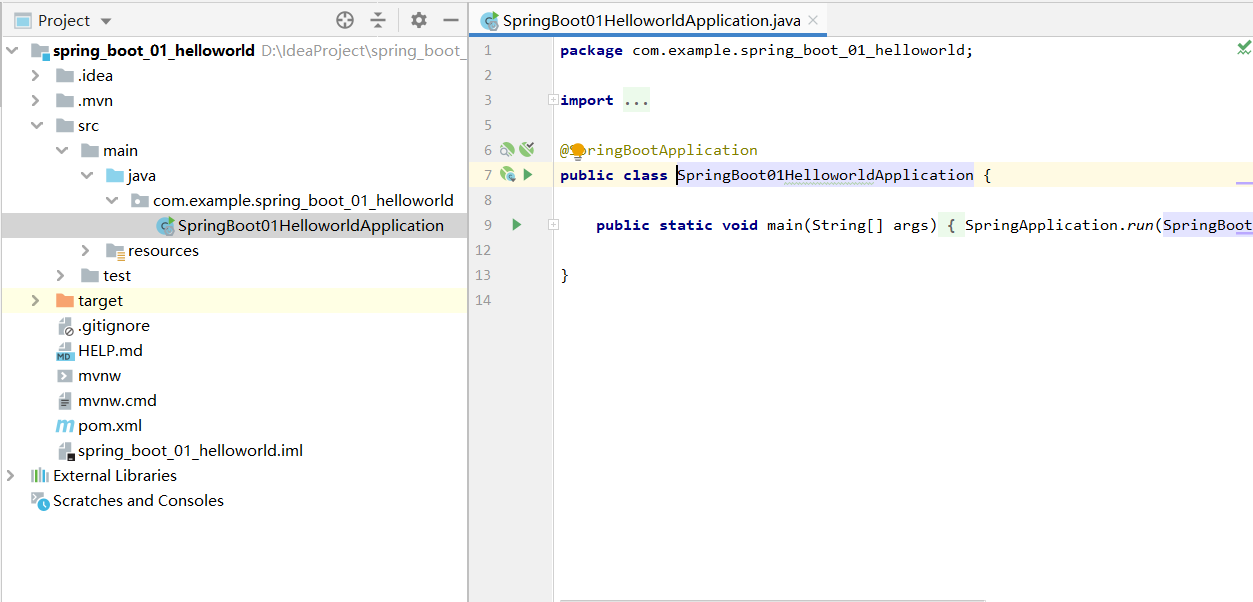 Project
spring_boot_01_helloworld D:\IdeaProject\spring_boot_
.idea
.mvn
src
main
java
com.example.spring_boot_01_helloworld
SpringBoot01HelloworldApplication
resources
test
target
.gitignore
MD HELP.md
mvnw
mvnw.cmd
m pom.xml
spring_boot_01_helloworld.iml
External Libraries
Scratches and Consoles
SpringBoot01HelloworldApplication.java
1 package com.example.spring_boot_01_helloworld;
2
3 import ...
5
6 @SpringBootApplication
7 public class SpringBoot01HelloworldApplication {
8
9 public static void main(String[] args) { SpringApplication.run(SpringBoot
12
13 }
14